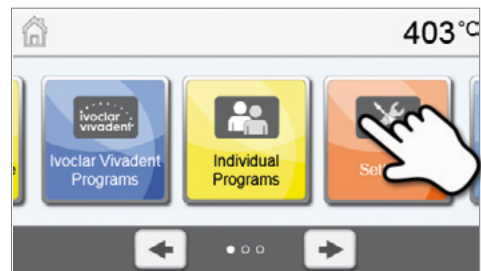 403°C
ivoclar
vivadent
Ivoclar Vivadent
Programs
Individual
Programs